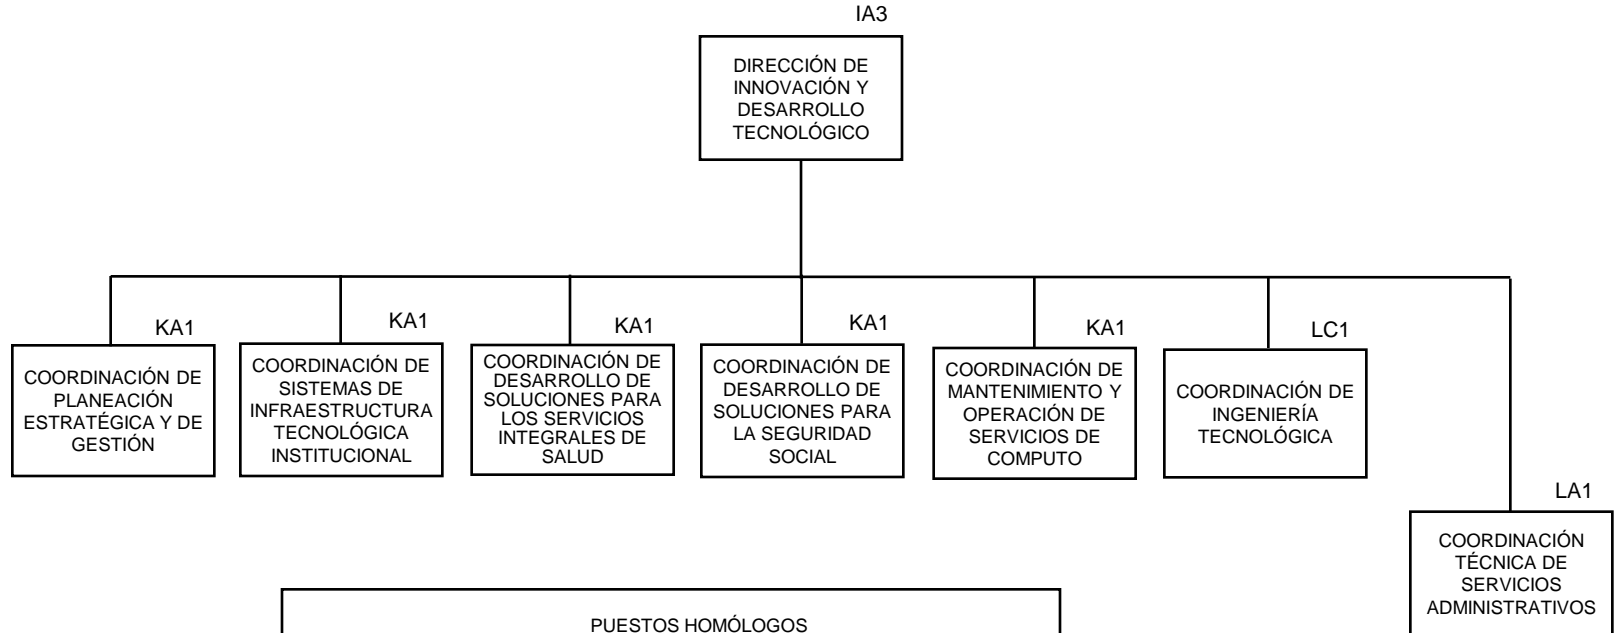 IA3
DIRECCIÓN DE
INNOVACIÓN Y
DESARROLLO
TECNOLÓGICO
KA1
COORDINACIÓN DE
PLANEACIÓN
ESTRATÉGICA Y DE
GESTIÓN
KA1
COORDINACIÓN DE
SISTEMAS DE
INFRAESTRUCTURA
TECNOLÓGICA
INSTITUCIONAL
KA1
COORDINACIÓN DE
DESARROLLO DE
SOLUCIONES PARA
LOS SERVICIOS
INTEGRALES DE
SALUD
KA1
COORDINACIÓN DE
DESARROLLO DE
SOLUCIONES PARA
LA SEGURIDAD
SOCIAL
KA1
COORDINACIÓN DE
MANTENIMIENTO Y
OPERACIÓN DE
SERVICIOS DE
COMPUTO
LC1
COORDINACIÓN DE
INGENIERÍA
TECNOLÓGICA
LA1
COORDINACIÓN
TÉCNICA DE
SERVICIOS
ADMINISTRATIVOS
PUESTOS HOMÓLOGOS